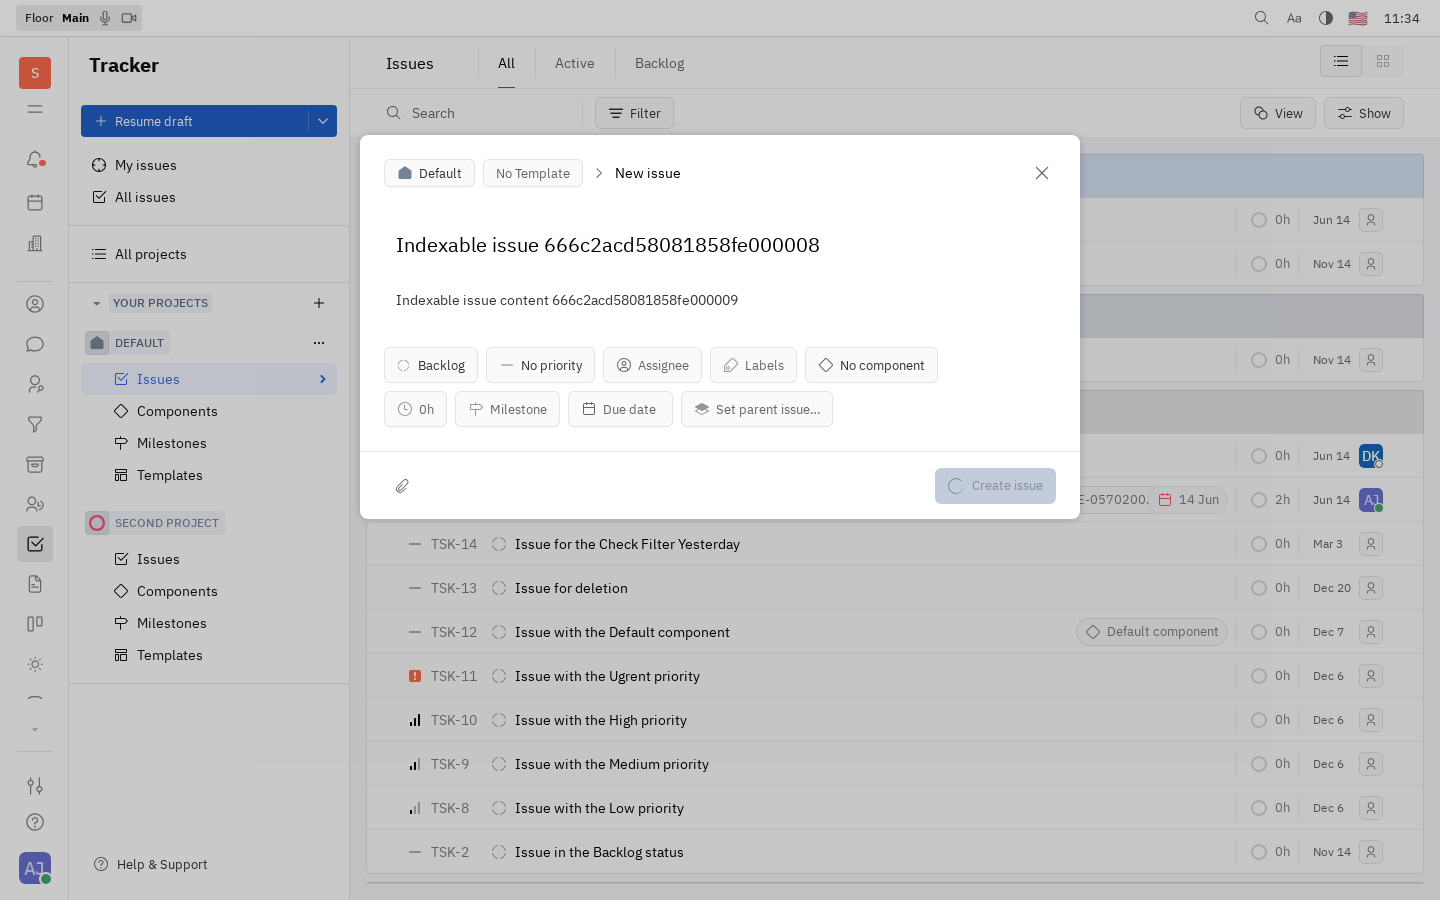 Floor Main
Aa
11:34
S
Tracker
Resume draft
My issues
All issues
All projects
YOUR PROJECTS
DEFAULT
Issues
Components
Milestones
Templates
SECOND PROJECT
Issues
Components
Milestones
Templates
Help & Support
AJ
Issues
All
Active
Backlog
Search
Filter
View
Show
Default
No Template
New issue
Indexable issue 666c2acd58081858fe000008
Indexable issue content 666c2acd58081858fe000009
Backlog
No priority
Assignee
Labels
No component
0h
Milestone
Due date
Set parent issue...
Create issue
0h Jun 14
0h Nov 14
0h Nov 14
0h Jun 14 DK
E-0570200. 14 Jun 2h Jun 14 AJ
TSK-14 Issue for the Check Filter Yesterday 0h Mar 3
TSK-13 Issue for deletion 0h Dec 20
TSK-12 Issue with the Default component Default component 0h Dec 7
TSK-11 Issue with the Ugrent priority 0h Dec 6
TSK-10 Issue with the High priority 0h Dec 6
TSK-9 Issue with the Medium priority 0h Dec 6
TSK-8 Issue with the Low priority 0h Dec 6
TSK-2 Issue in the Backlog status 0h Nov 14